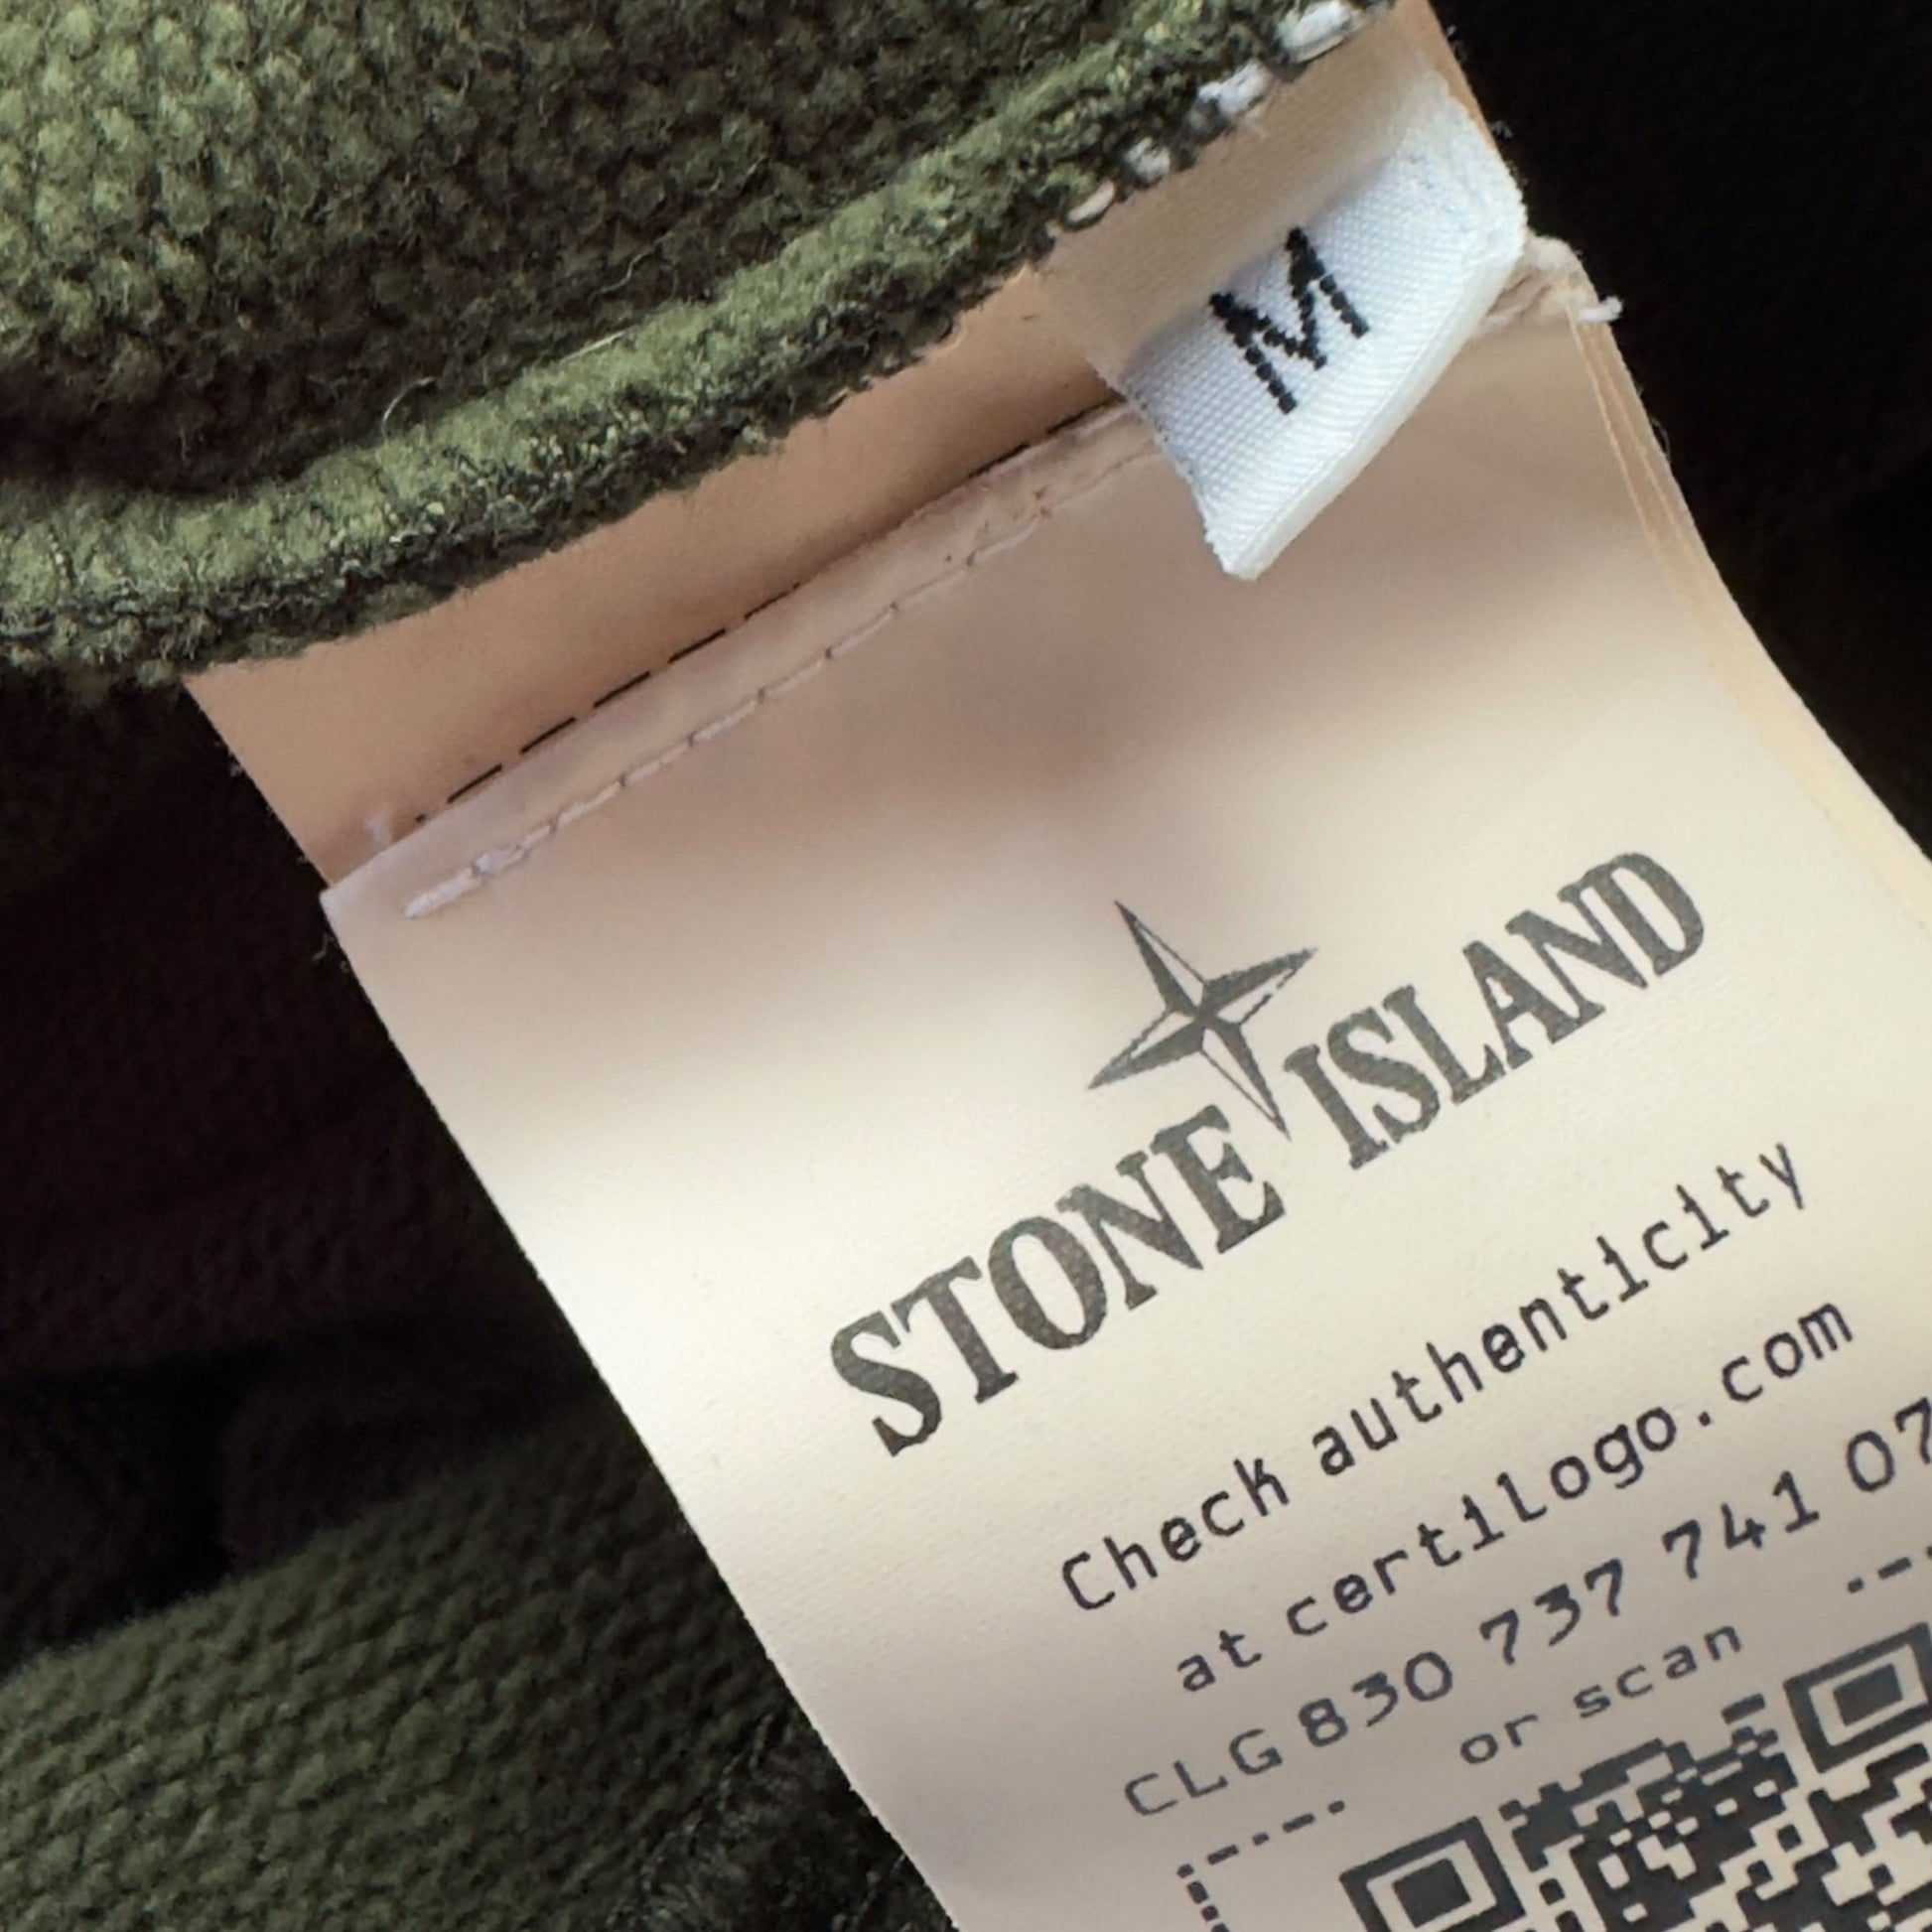 M
STONE ISLAND
Check authenticity
at certilogo.com
CLG 830 737 741 07
or scan